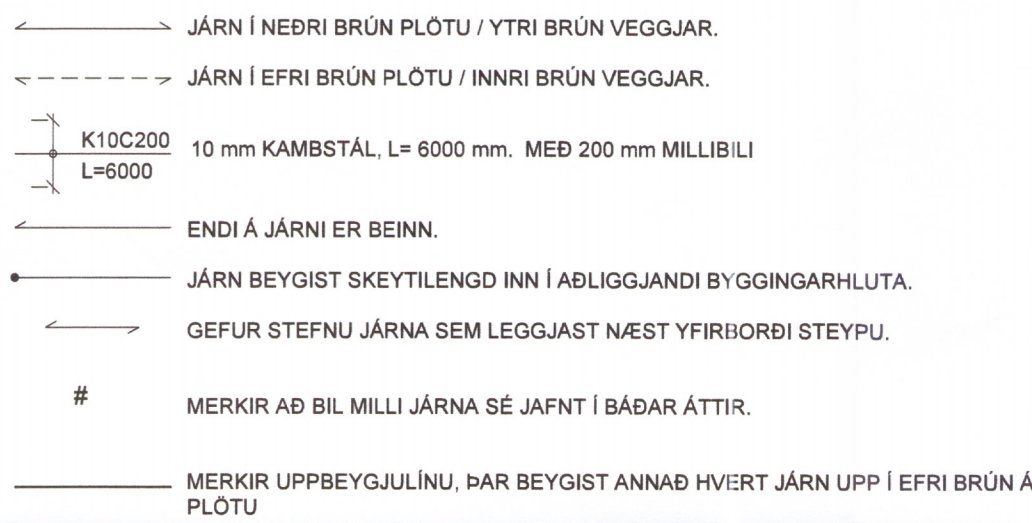 JÁRN Í NEÐRI BRÚN PLÖTU / YTRI BRÚN VEGGJAR.
JÁRN Í EFRI BRÚN PLÖTU / INNRI BRÚN VEGGJAR.
K10C200
L=6000
10 mm KAMBSTÁL, L= 6000 mm. MEÐ 200 mm MILLIBILI
ENDI Á JÁRNI ER BEINN.
JÁRN BEYGIST SKEYTILENGD INN Í AÐLIGGJANDI BYGGINGARHLUTA.
GEFUR STEFNU JÁRNA SEM LEGGJAST NÆST YFIRBORÐI STEYPU.
# MERKIR AÐ BIL MILLI JÁRNA SÉ JAFNT Í BÁÐAR ÁTTIR.
MERKIR UPPBEYGJULÍNU, ÞAR BEYGIST ANNAÐ HVERT JÁRN UPP Í EFRI BRÚN Á
PLÖTU